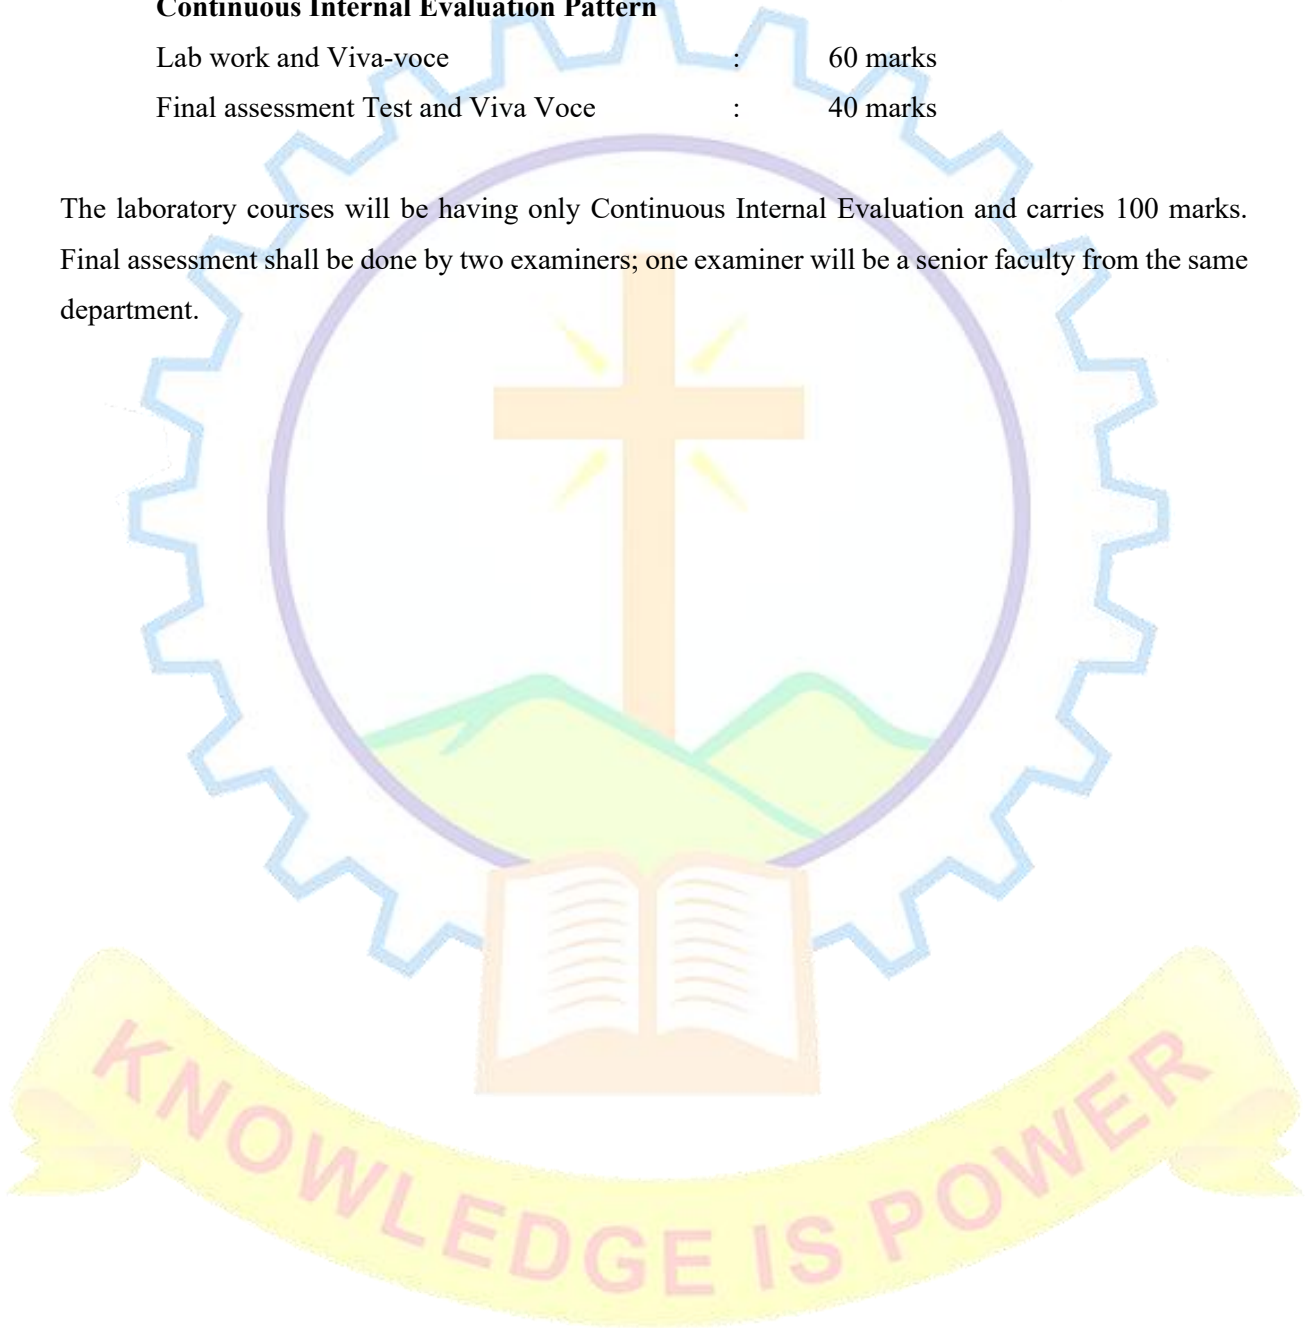 Continuous Internal Evaluation Pattern
Lab work and Viva-voce : 60 marks
Final assessment Test and Viva Voce : 40 marks
The laboratory courses will be having only Continuous Internal Evaluation and carries 100 marks.
Final assessment shall be done by two examiners; one examiner will be a senior faculty from the same
department.
KNOWLEDGE IS POWER